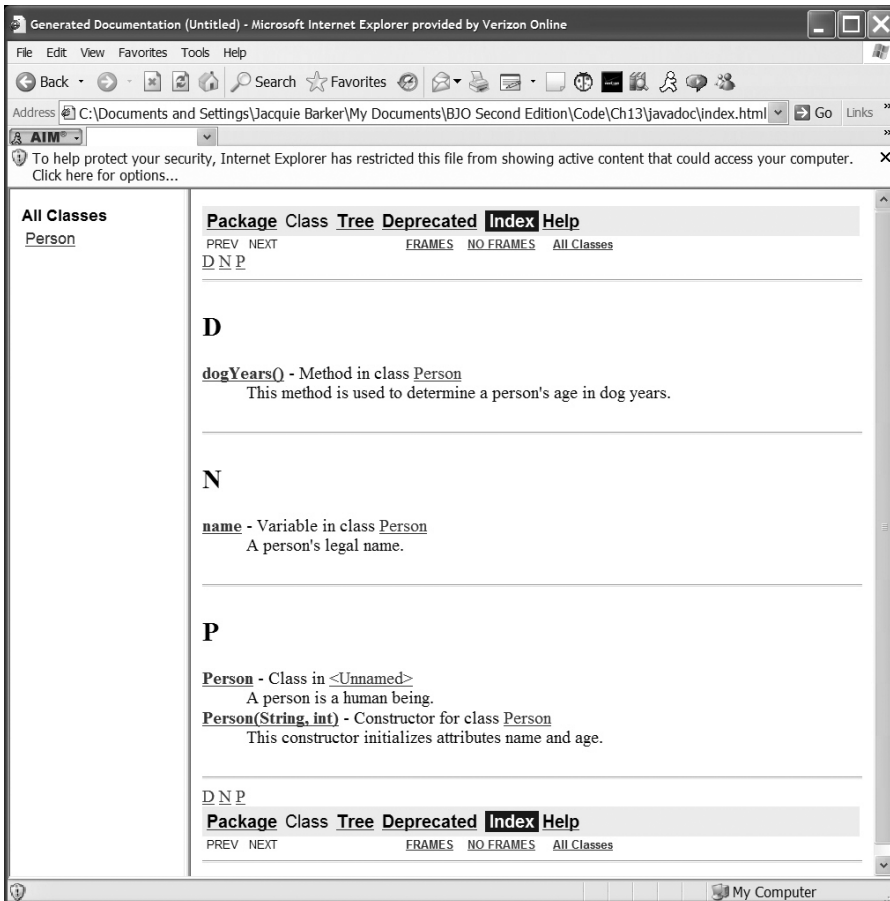 Generated Documentation (Untitled) - Microsoft Internet Explorer provided by Verizon Online
File Edit View Favorites Tools Help
Back Search Favorites
Address C:\Documents and Settings\Jacquie Barker\My Documents\BJO Second Edition\Code\Ch13\javadoc\index.html Go Links »
AIM® »
To help protect your security, Internet Explorer has restricted this file from showing active content that could access your computer.
Click here for options...
All Classes
Person
Package Class Tree Deprecated Index Help
PREV NEXT FRAMES NO FRAMES All Classes
D N P
D
dogYears() - Method in class Person
This method is used to determine a person's age in dog years.
N
name - Variable in class Person
A person's legal name.
P
Person - Class in <Unnamed>
A person is a human being.
Person(String, int) - Constructor for class Person
This constructor initializes attributes name and age.
D N P
Package Class Tree Deprecated Index Help
PREV NEXT FRAMES NO FRAMES All Classes
My Computer